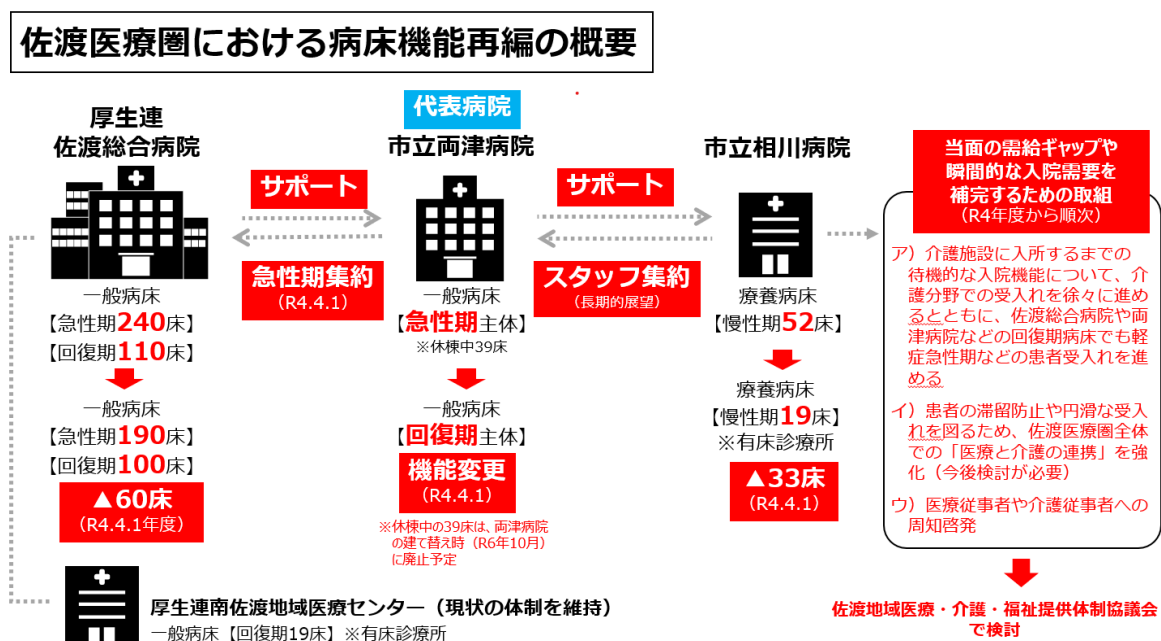 佐渡医療圏における病床機能再編の概要
厚生連
佐渡総合病院
一般病床
【急性期240床】
【回復期110床】
一般病床
【急性期190床】
【回復期100床】
▲60床
(R4.4.1年度)
サポート
急性期集約
(R4.4.1)
代表病院
市立両津病院
一般病床
【急性期主体】
※休棟中39床
一般病床
【回復期主体】
機能変更
(R4.4.1)
※休棟中の39床は、両津病院
の建て替え時（R6年10月）
に廃止予定
サポート
スタッフ集約
(長期的展望)
市立相川病院
療養病床
【慢性期52床】
療養病床
【慢性期19床】
※有床診療所
▲33床
(R4.4.1)
当面の需給ギャップや
瞬間的な入院需要を
補完するための取組
(R4年度から順次)
ア）介護施設に入所するまでの
待機的な入院機能について、介
護分野での受入れを徐々に進め
るとともに、佐渡総合病院や両
津病院などの回復期病床でも軽
症急性期などの患者受入れを進
める
イ）患者の滞留防止や円滑な受入
れを図るため、佐渡医療圏全体
での「医療と介護の連携」を強
化（今後検討が必要）
ウ）医療従事者や介護従事者への
周知啓発
佐渡地域医療・介護・福祉提供体制協議会
で検討
厚生連南佐渡地域医療センター（現状の体制を維持）
一般病床【回復期19床】※有床診療所